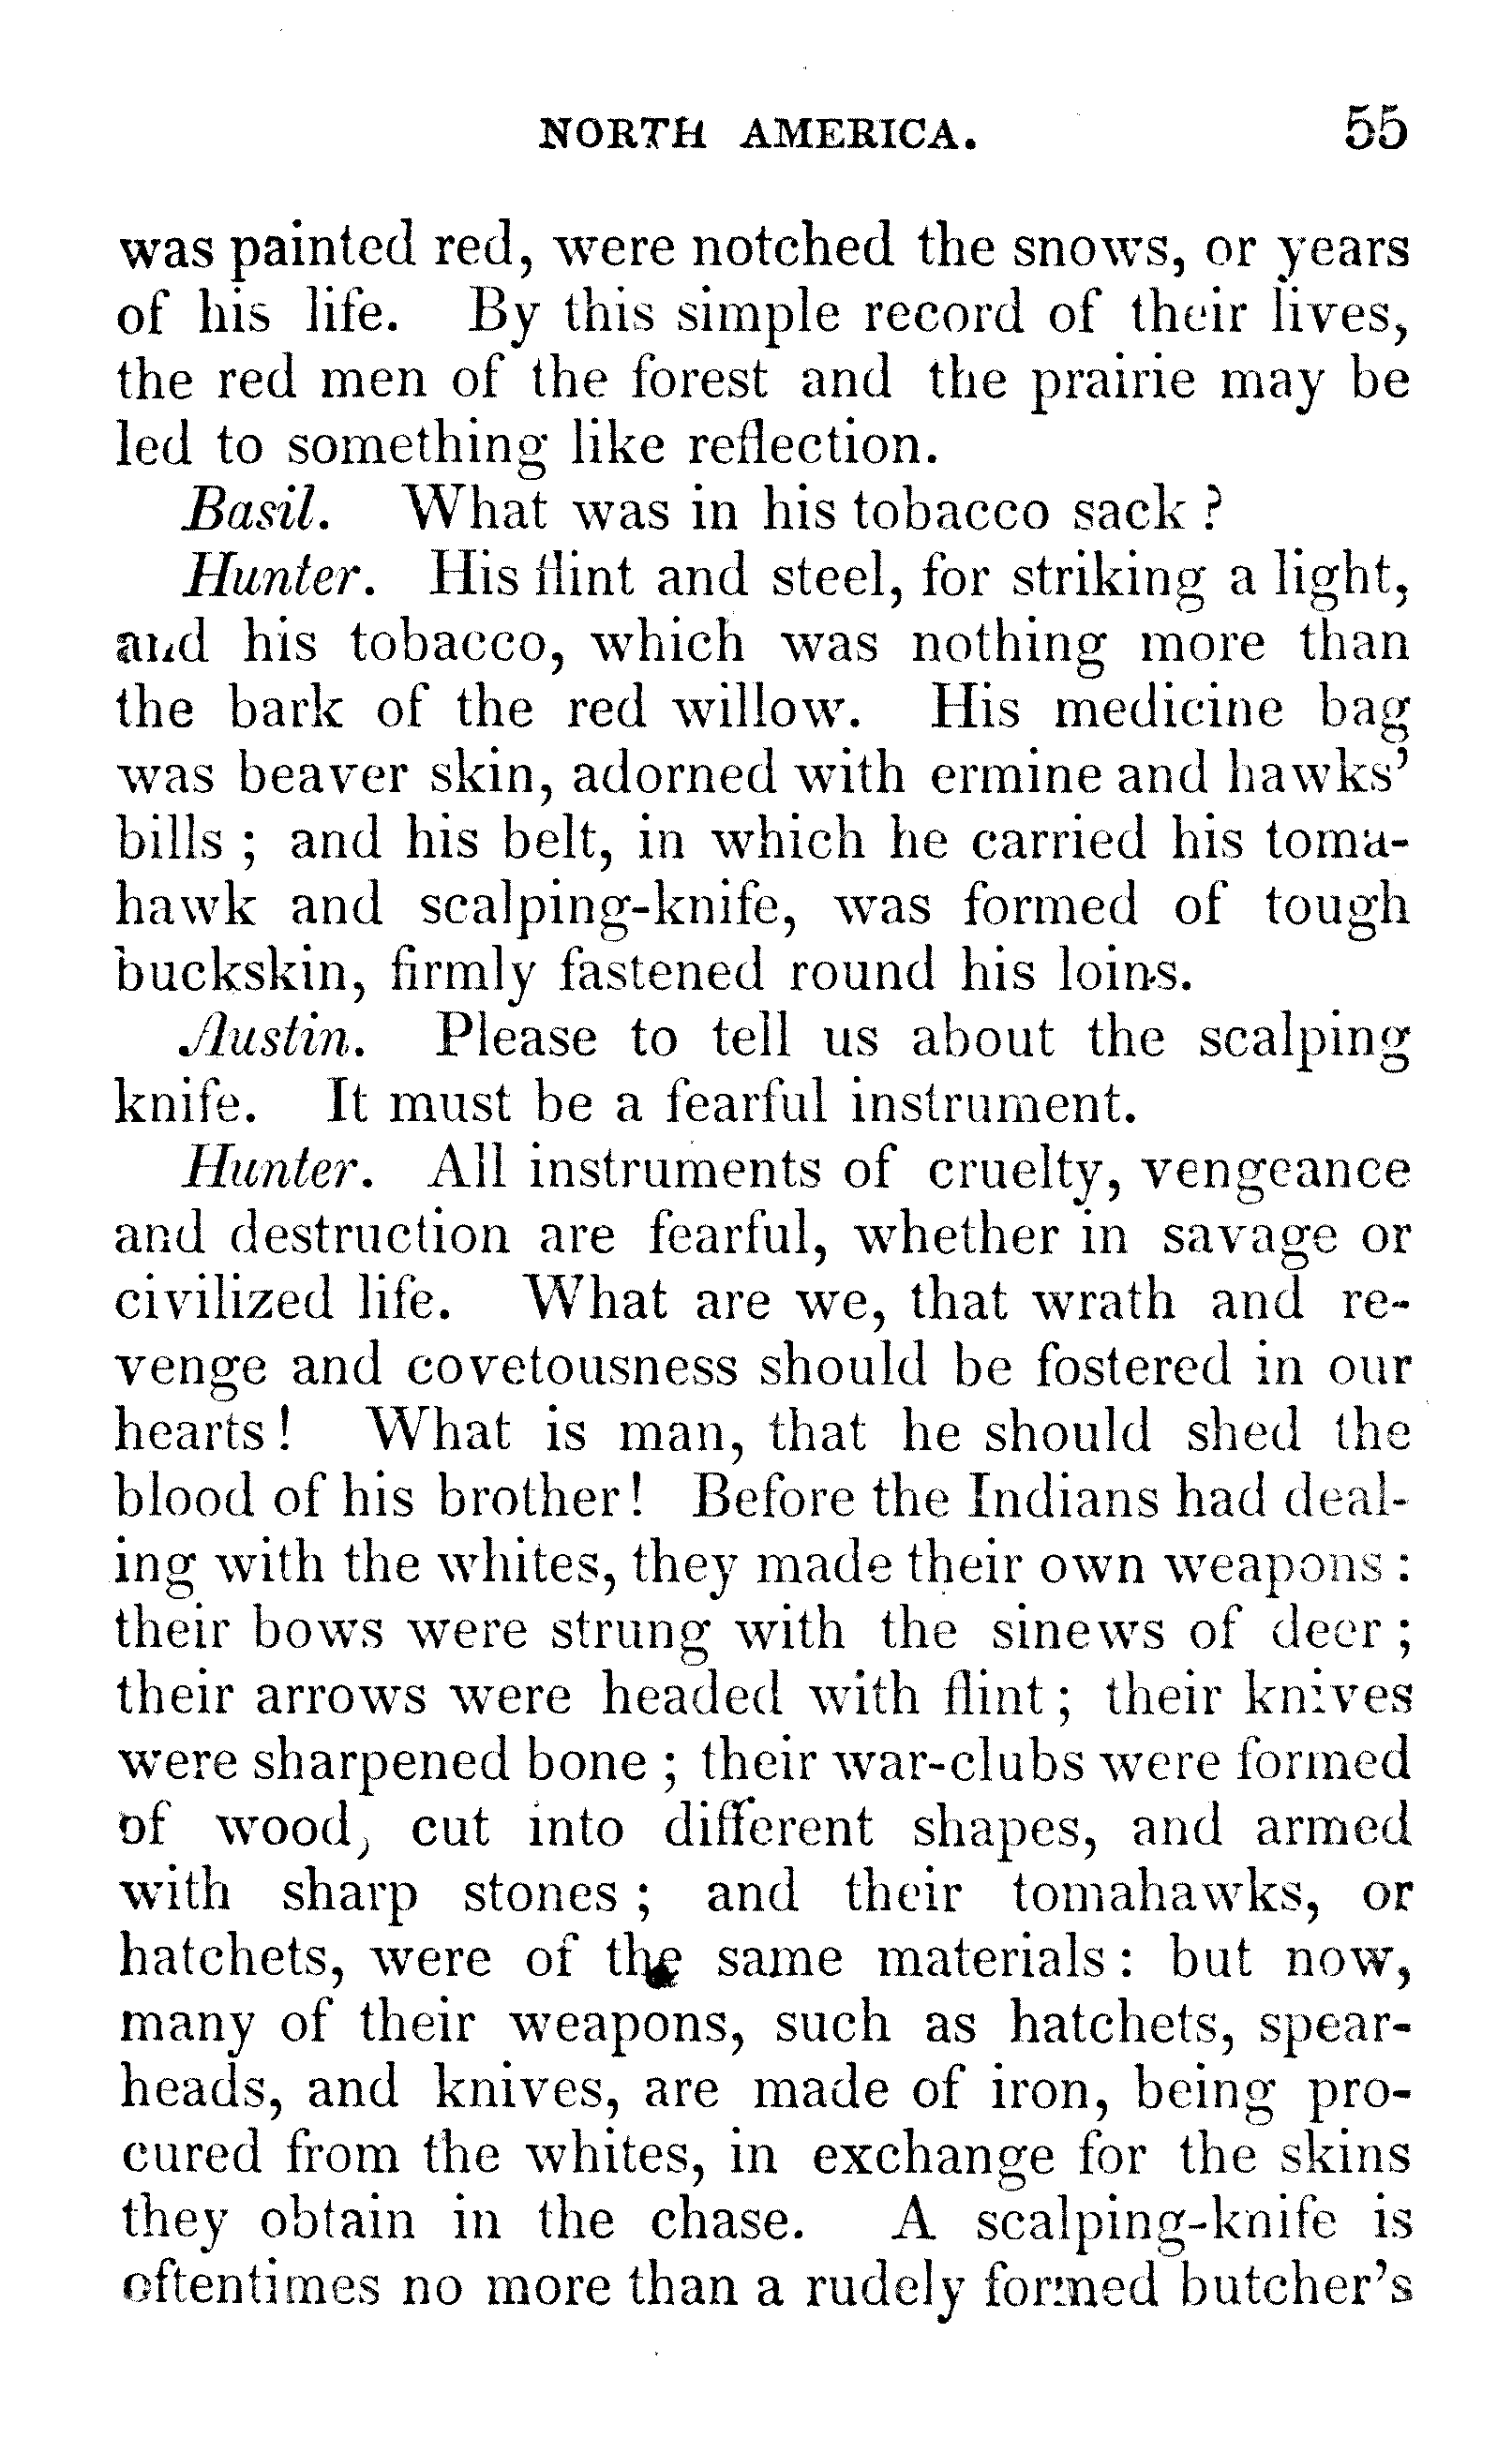 NORTH AMERICA. 55
was painted red, were notched the snows, or years
of his life. By this simple record of their lives,
the red men of the forest and the prairie may be
led to something like reflection.
Basil. What was in his tobacco sack ?
Hunter. His flint and steel, for striking a light,
and his tobacco, which was nothing more than
the bark of the red willow. His medicine bag
was beaver skin, adorned with ermine and hawks'
bills ; and his belt, in which he carried his toma-
hawk and scalping-knife, was formed of tough
buckskin, firmly fastened round his loins.
Austin. Please to tell us about the scalping
knife. It must be a fearful instrument.
Hunter. All instruments of cruelty, vengeance
and destruction are fearful, whether in savage or
civilized life. What are we, that wrath and re-
venge and covetousness should be fostered in our
hearts ! What is man, that he should shed the
blood of his brother! Before the Indians had deal-
ing with the whites, they made their own weapons :
their bows were strung with the sinews of deer ;
their arrows were headed with flint ; their knives
were sharpened bone ; their war-clubs were formed
of wood, cut into different shapes, and armed
with sharp stones ; and their tomahawks, or
hatchets, were of the same materials : but now,
many of their weapons, such as hatchets, spear-
heads, and knives, are made of iron, being pro-
cured from the whites, in exchange for the skins
they obtain in the chase. A scalping-knife is
oftentimes no more than a rudely formed butcher's